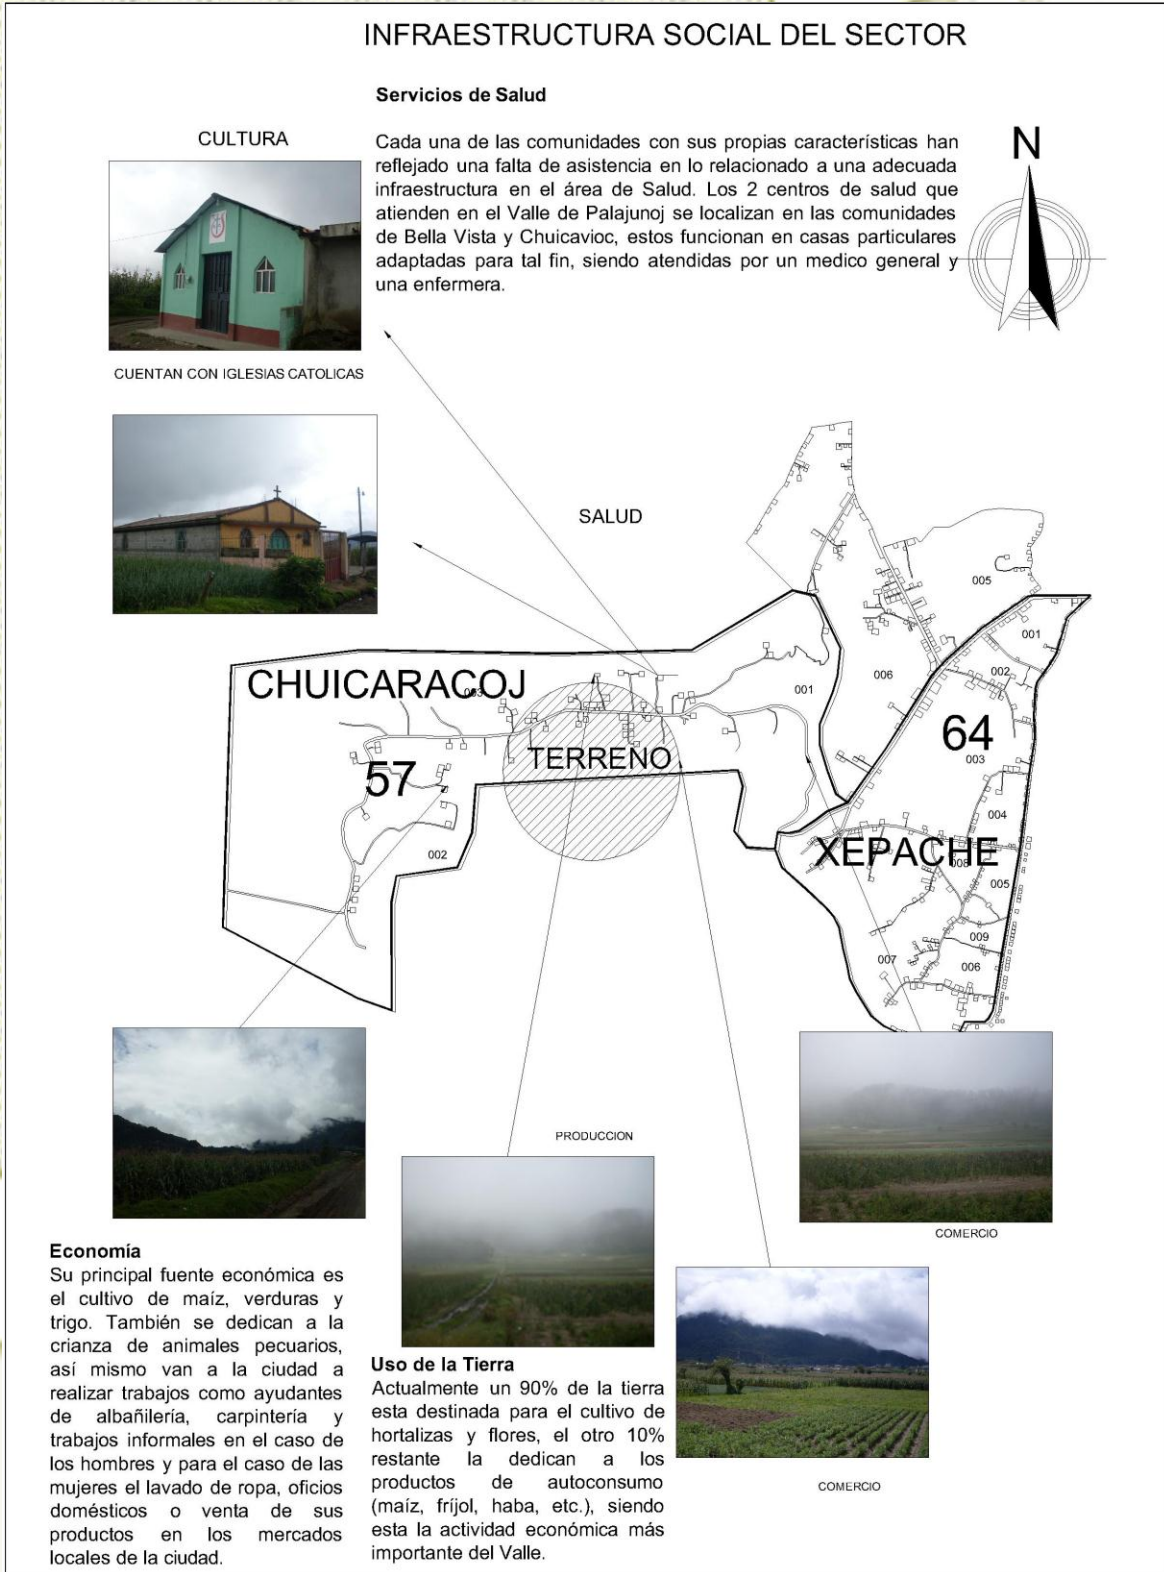 INFRAESTRUCTURA SOCIAL DEL SECTOR
Servicios de Salud
Cada una de las comunidades con sus propias características han
reflejado una falta de asistencia en lo relacionado a una adecuada
infraestructura en el área de Salud. Los 2 centros de salud que
atienden en el Valle de Palajunoj se localizan en las comunidades
de Bella Vista y Chuicavioc, estos funcionan en casas particulares
adaptadas para tal fin, siendo atendidas por un medico general y
una enfermera.
N
CULTURA
CUENTAN CON IGLESIAS CATOLICAS
SALUD
005
001
002
006
001
CHUICARACOJ
003
64
003
TERRENO
57
004
XEPACHE
008
002
005
009
007
006
PRODUCCION
COMERCIO
COMERCIO
Economía
Su principal fuente económica es
el cultivo de maíz, verduras y
trigo. También se dedican a la
crianza de animales pecuarios,
así mismo van a la ciudad a
realizar trabajos como ayudantes
de albañilería, carpintería y
trabajos informales en el caso de
los hombres y para el caso de las
mujeres el lavado de ropa, oficios
domésticos o venta de sus
productos en los mercados
locales de la ciudad.
Uso de la Tierra
Actualmente un 90% de la tierra
esta destinada para el cultivo de
hortalizas y flores, el otro 10%
restante la dedican a los
productos de autoconsumo
(maíz, fríjol, haba, etc.), siendo
esta la actividad económica más
importante del Valle.